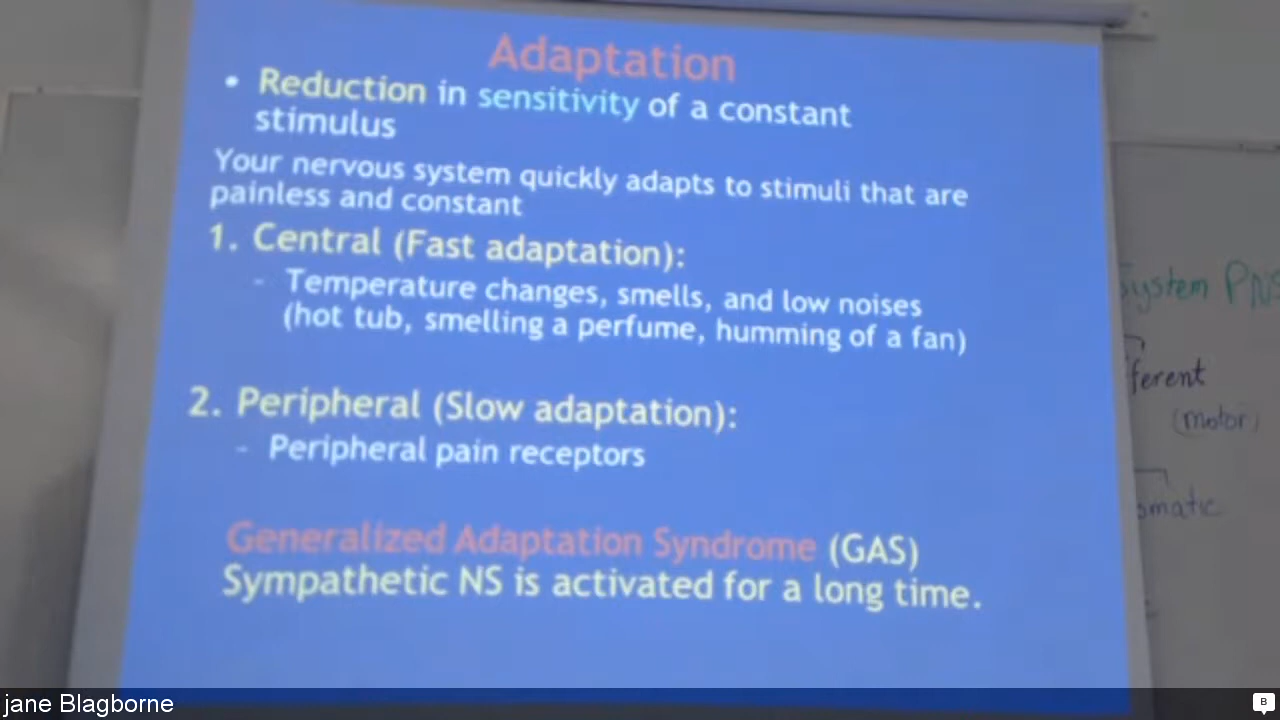 Adaptation
• Reduction in sensitivity of a constant
stimulus
Your nervous system quickly adapts to stimuli that are
painless and constant
1. Central (Fast adaptation):
- Temperature changes, smells, and low noises
(hot tub, smelling a perfume, humming of a fan)
2. Peripheral (Slow adaptation):
- Peripheral pain receptors
Generalized Adaptation Syndrome (GAS)
Sympathetic NS is activated for a long time.
System PNS
fferent
(motor)
omatic
jane Blagborne
B